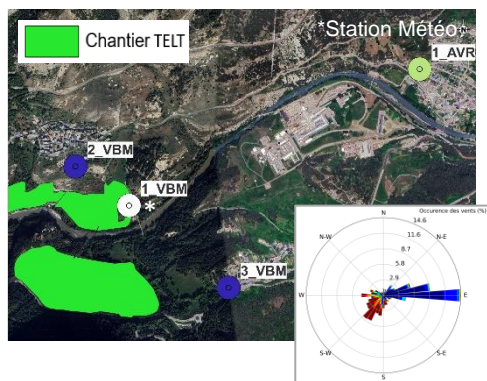 Chantier TELT
*Station Météo
1_AVR
2_VBM
1_VBM
*
3_VBM
Occurence des vents (%)
N
14.6
N-W
11.6
N-E
8.7
5.8
2.9
W
E
S-W
S-E
S